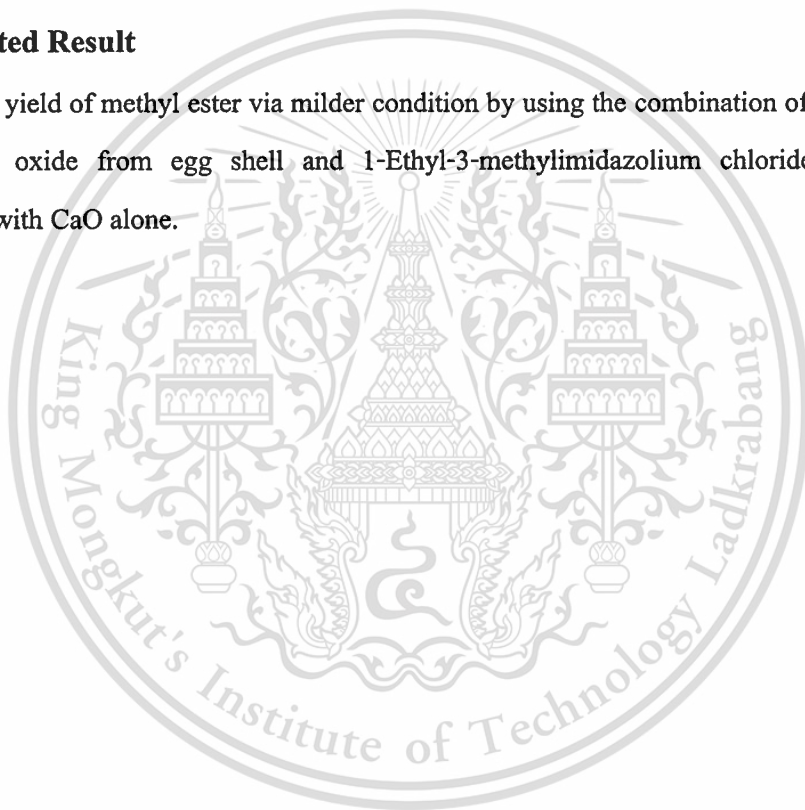 ted Result
yield of methyl ester via milder condition by using the combination of
oxide from egg shell and 1-Ethyl-3-methylimidazolium chloride
with CaO alone.
King Mongkut's Institute of Technology Ladkrabang